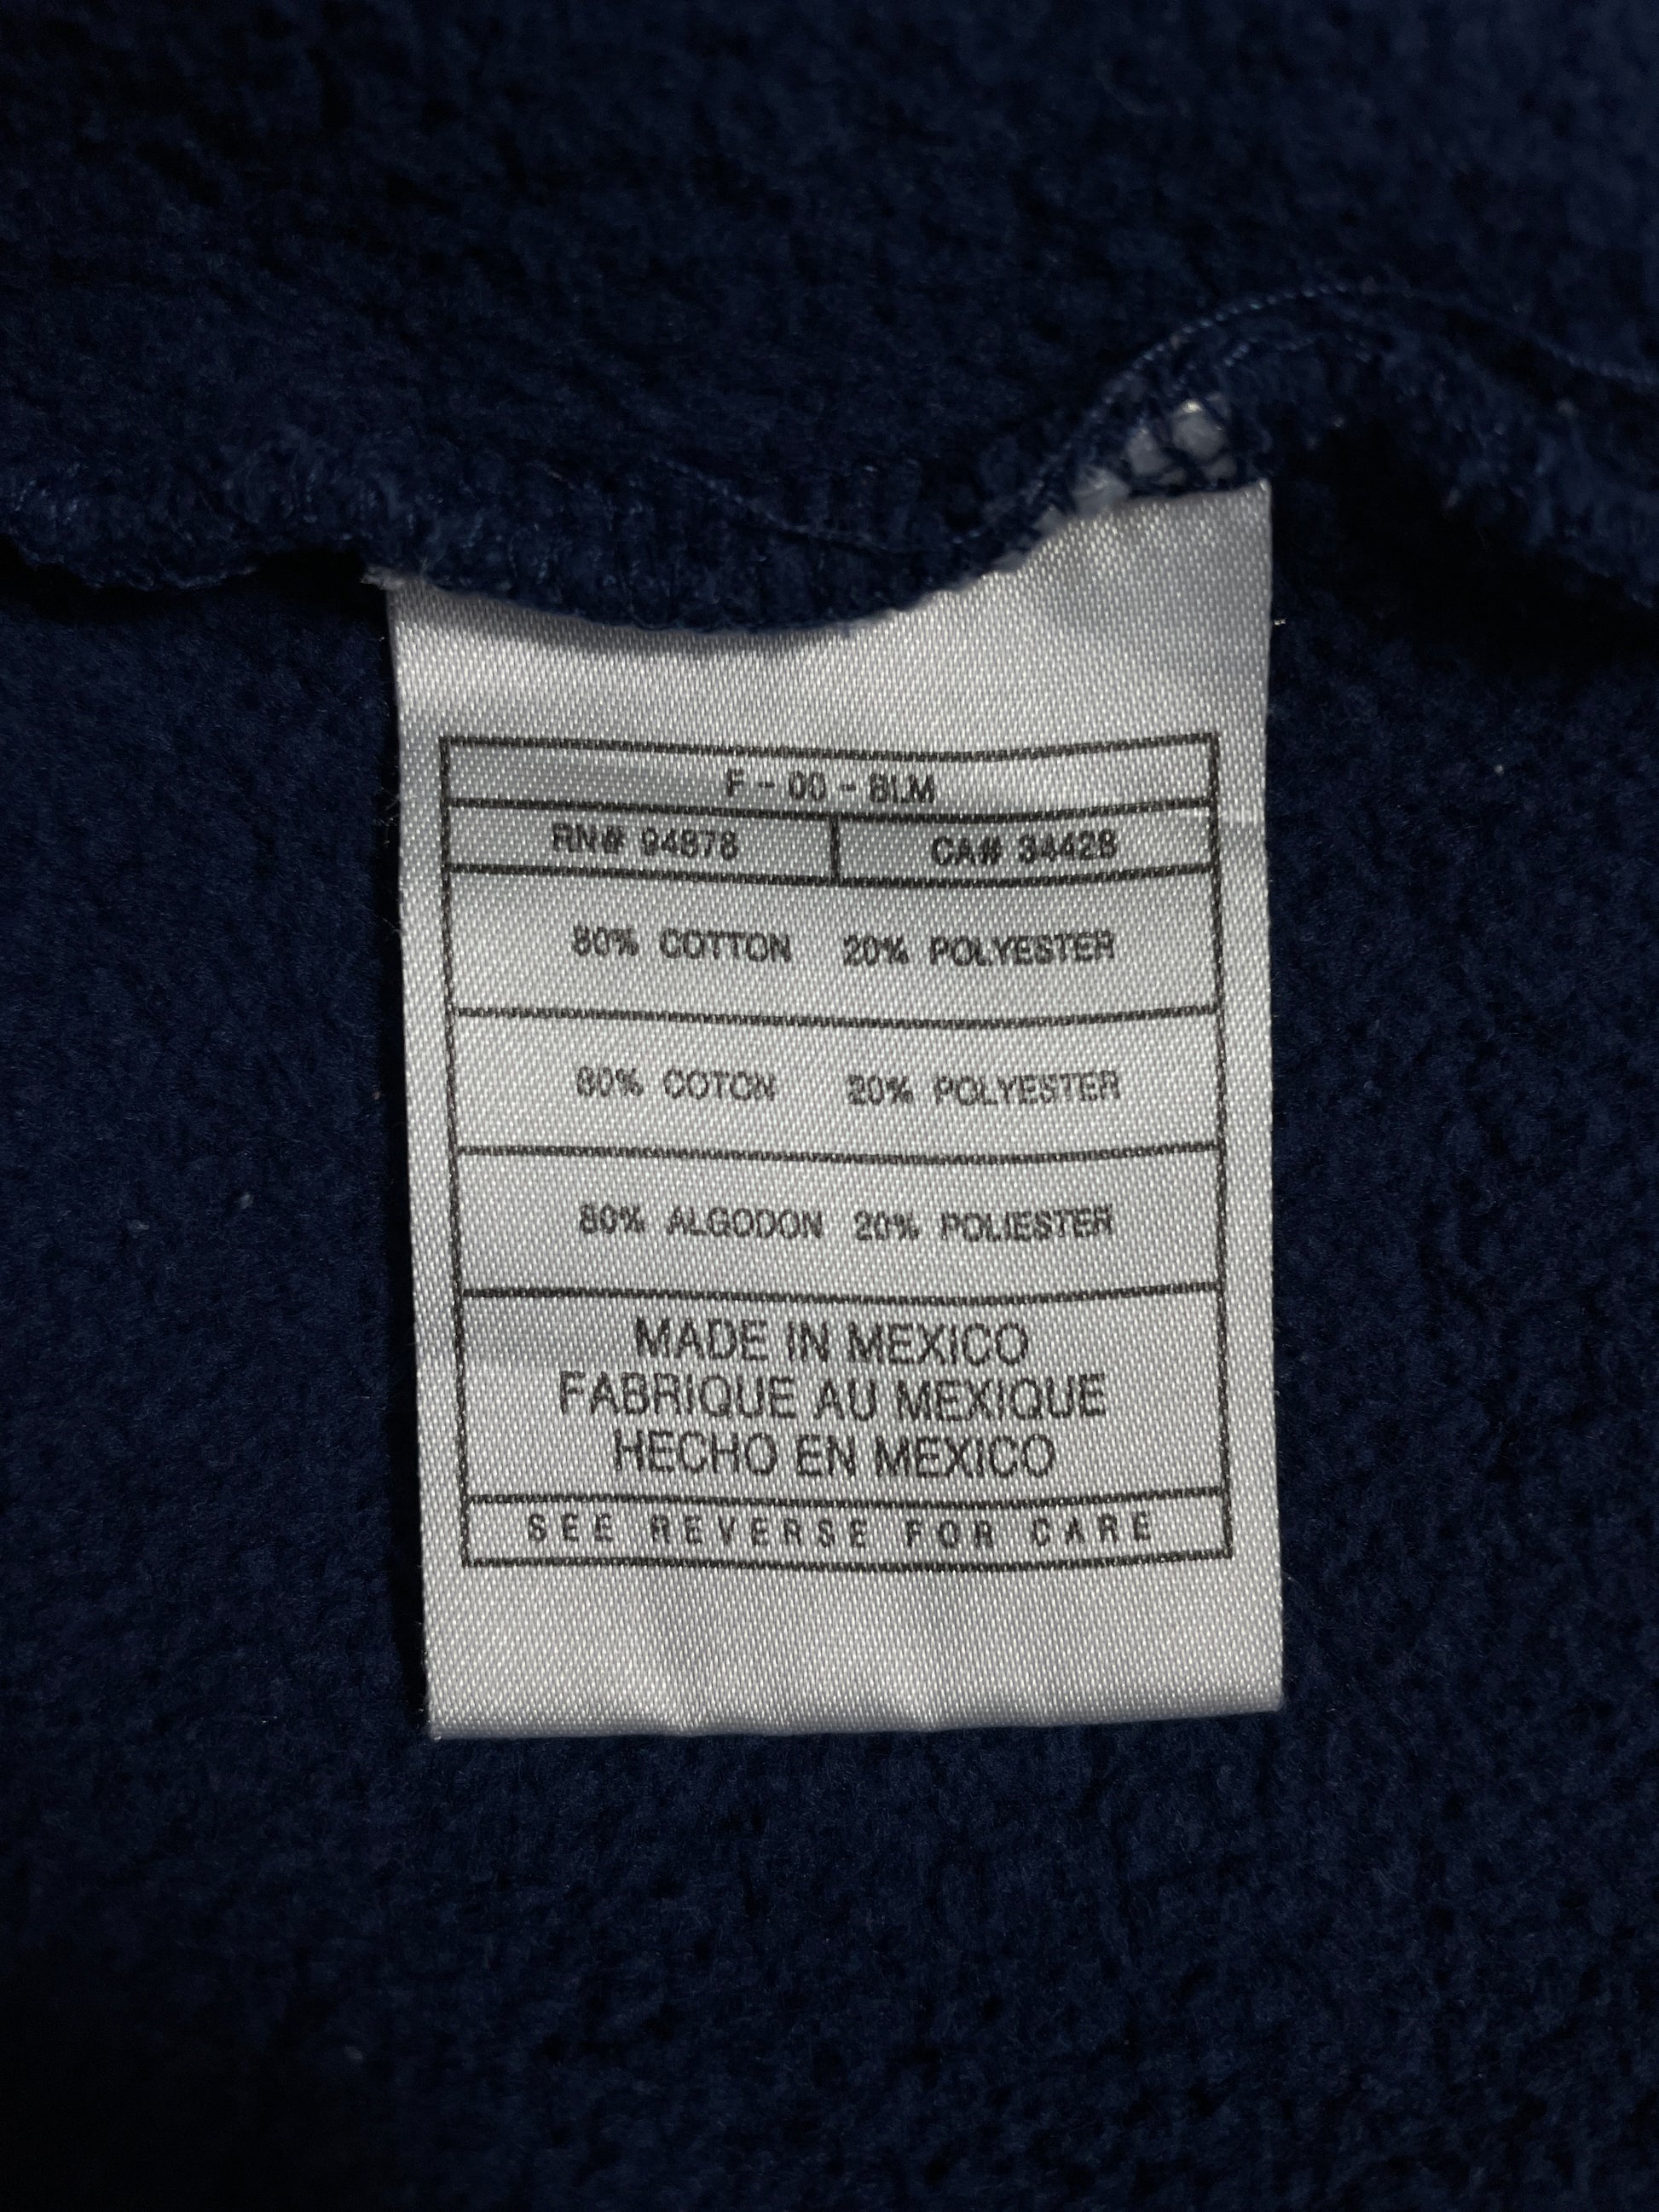 F - 00 - BLM
RN# 94878 CA# 34428
80% COTTON 20% POLYESTER
80% COTON 20% POLYESTER
80% ALGODON 20% POLIESTER
MADE IN MEXICO
FABRIQUE AU MEXIQUE
HECHO EN MEXICO
SEE REVERSE FOR CARE